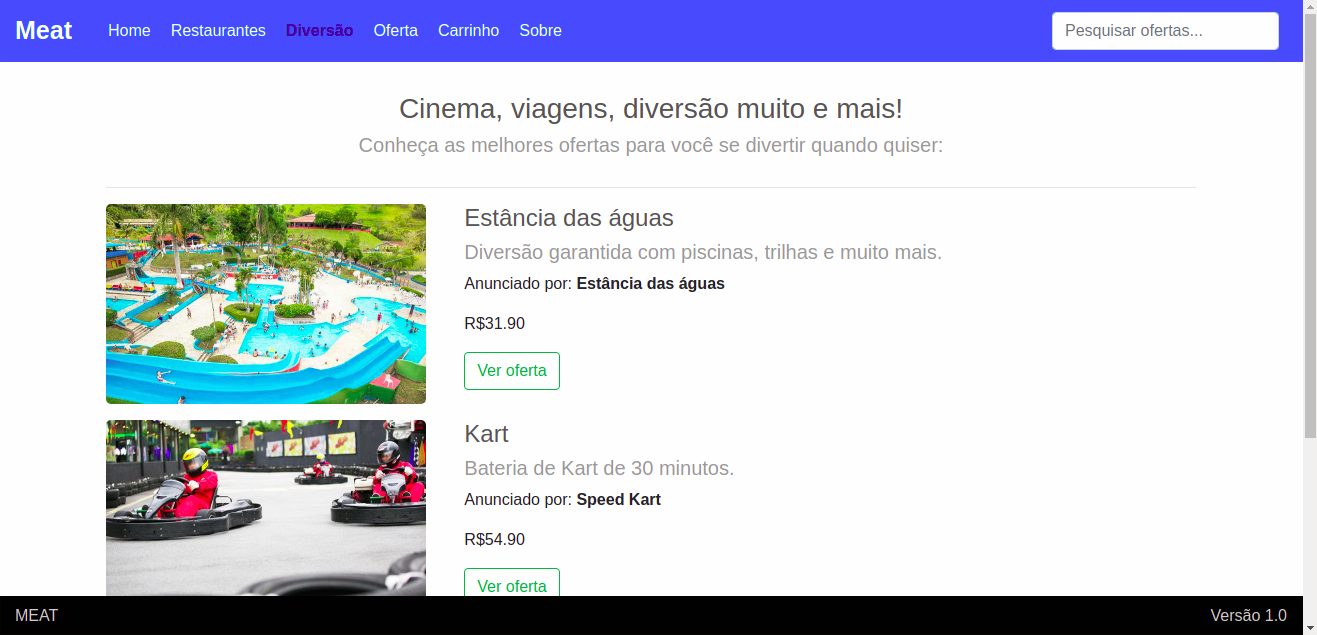 Meat Home Restaurantes Diversão Oferta Carrinho Sobre Pesquisar ofertas...
Cinema, viagens, diversão muito e mais!
Conheça as melhores ofertas para você se divertir quando quiser:
Estância das águas
Diversão garantida com piscinas, trilhas e muito mais.
Anunciado por: Estância das águas
R$31.90
Ver oferta
Kart
Bateria de Kart de 30 minutos.
Anunciado por: Speed Kart
R$54.90
Ver oferta
MEAT Versão 1.0